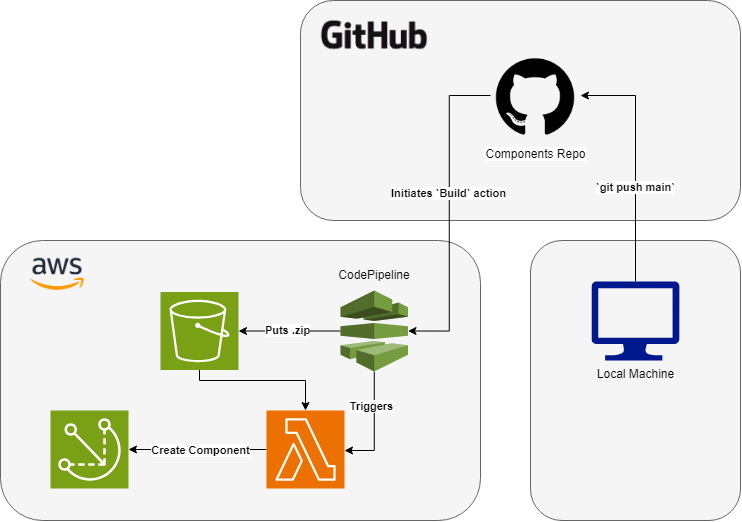 GitHub
Components Repo
Initiates `Build` action
`git push main`
aws
CodePipeline
Puts .zip
Local Machine
Triggers
Create Component